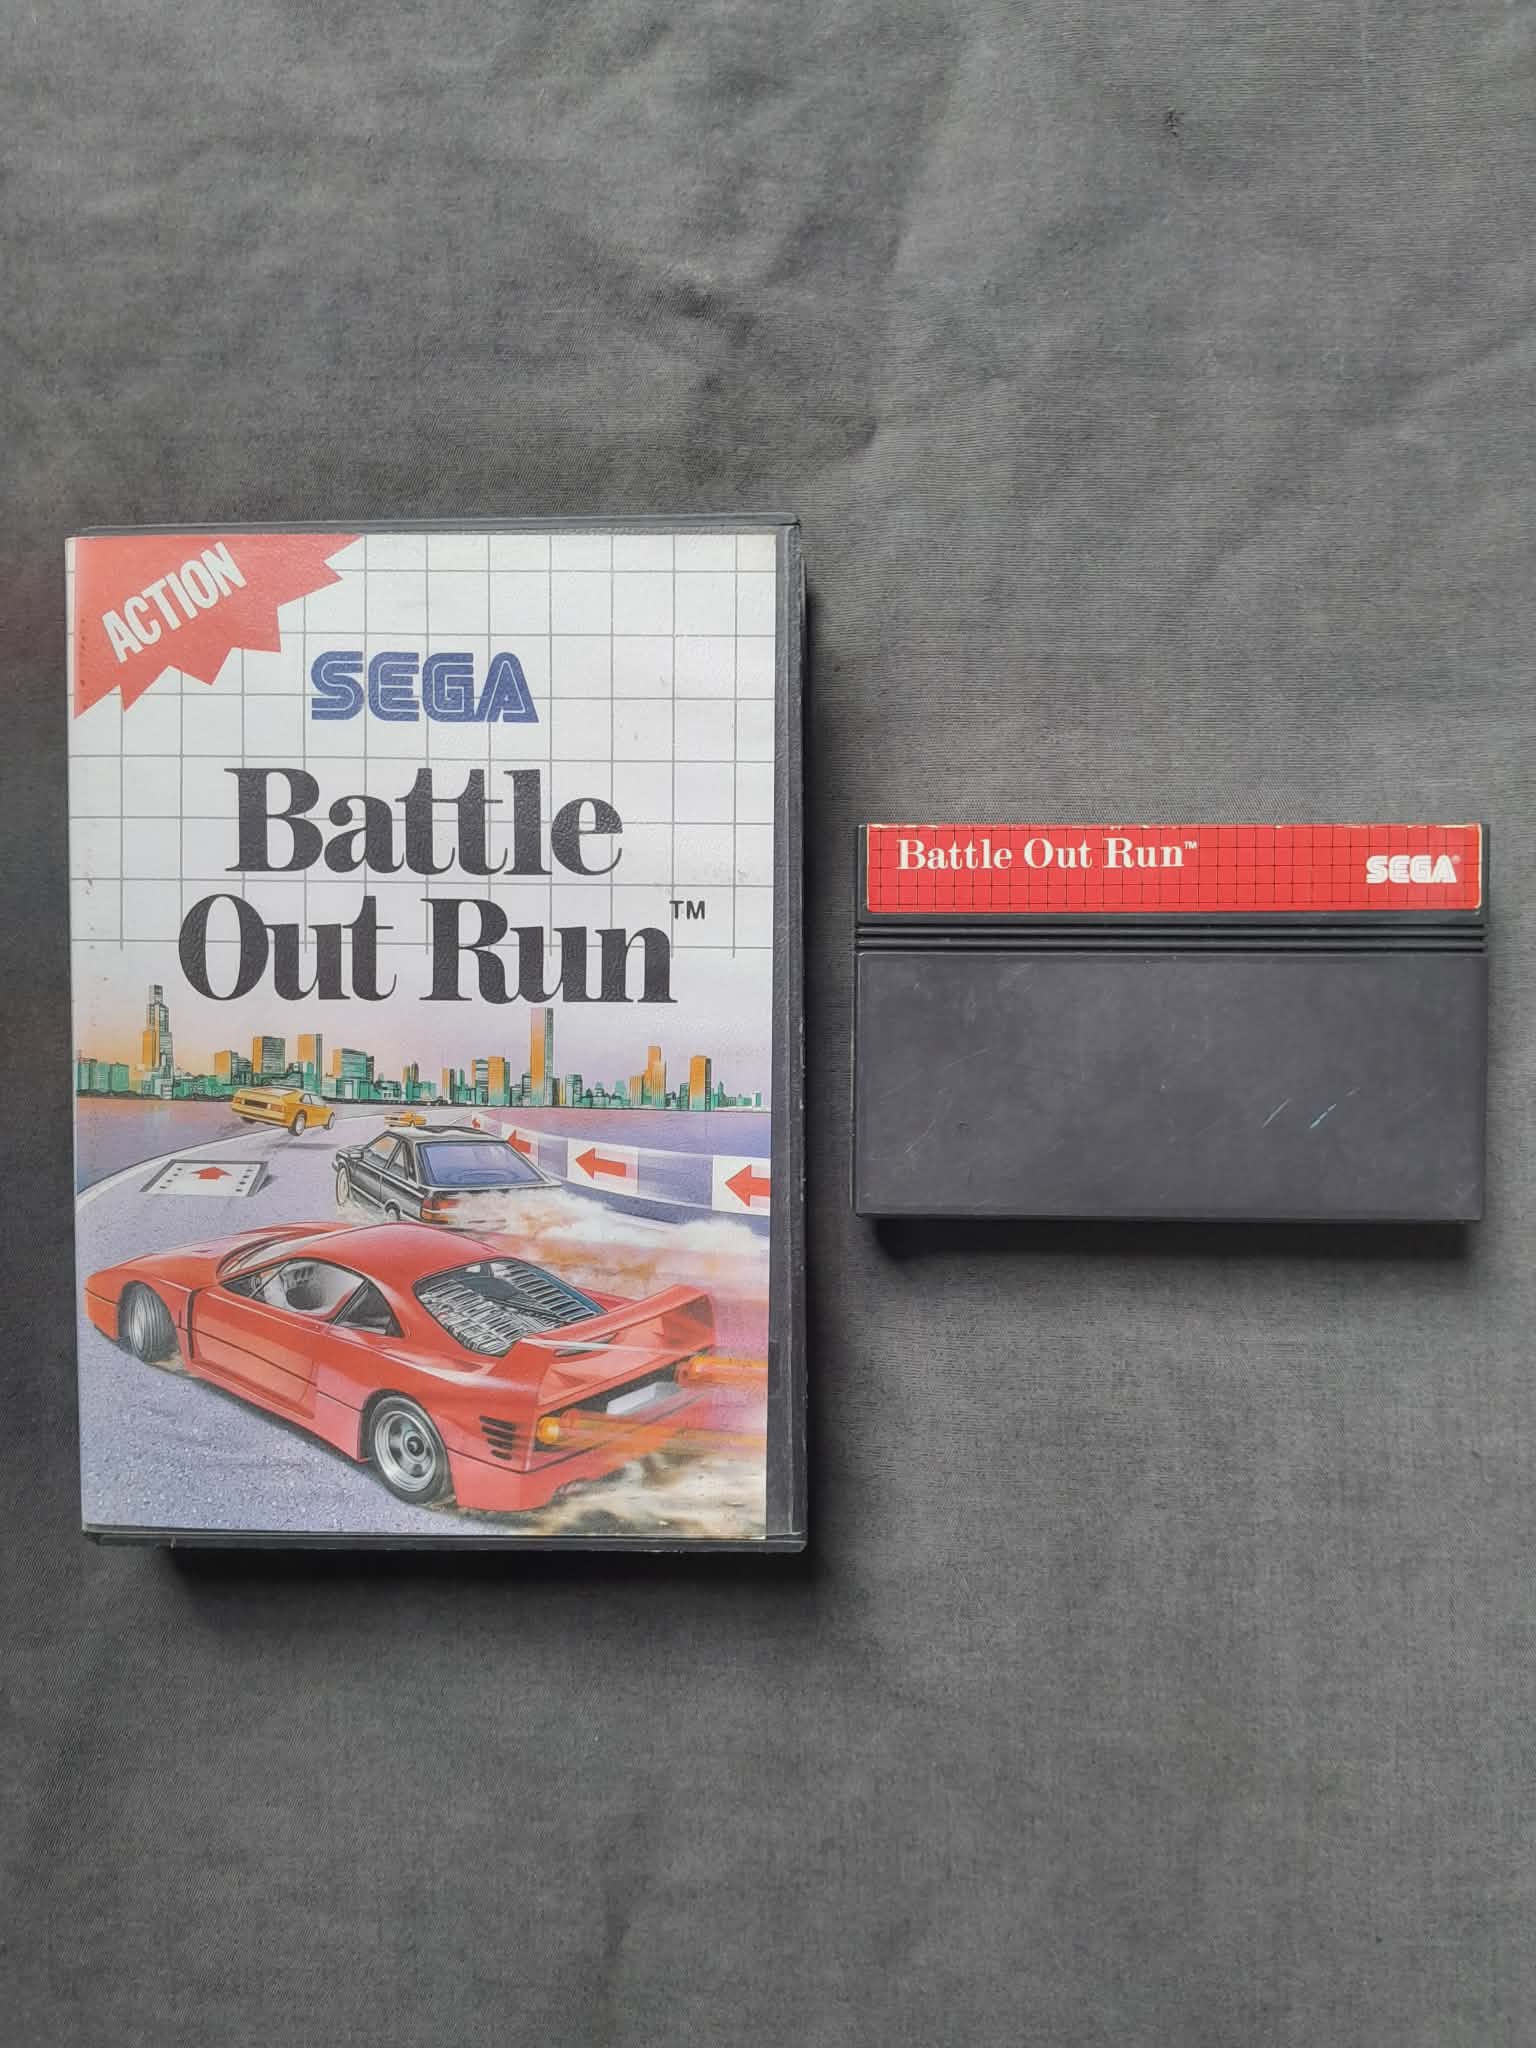 ACTION
SEGA
Battle
Out Run™
Battle Out Run™
SEGA®